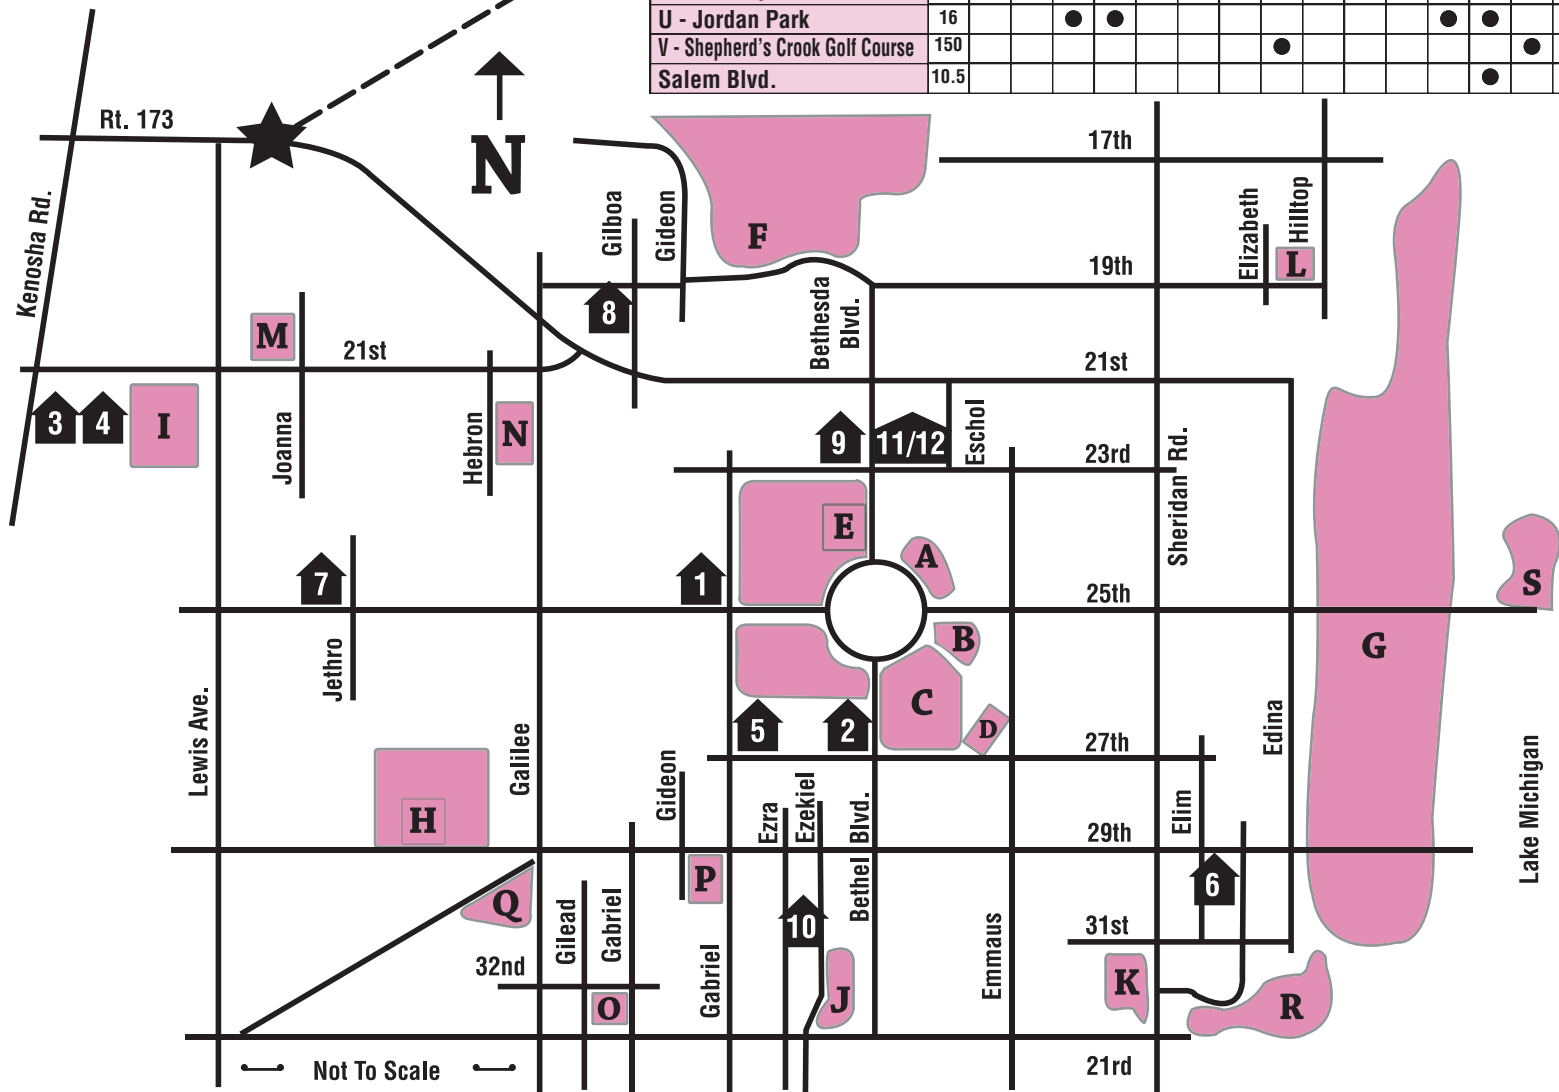 U - Jordan Park 16
V - Shepherd's Crook Golf Course 150
Salem Blvd. 10.5
Rt. 173
N
17th
Kenosha Rd.
Gilboa
Gideon
F
Elizabeth
Hilltop
L
19th
8
Bethesda
Blvd.
M
21st
21st
3
4
I
Joanna
Hebron
N
9
11/12
Eschol
23rd
Sheridan Rd.
E
A
7
1
25th
S
Jethro
B
G
Lewis Ave.
Galilee
C
D
5
2
27th
Edina
Lake Michigan
H
Gideon
Ezra
Ezekiel
Bethel Blvd.
Elim
29th
Q
P
6
Gilead
Gabriel
10
31st
32nd
Gabriel
Emmaus
O
J
K
R
Not To Scale
21rd